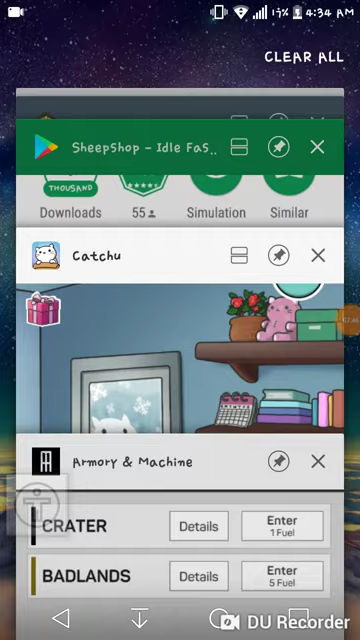 17% 4:34 AM
CLEAR ALL
SheepShop - Idle FaS..
THOUSAND
Downloads 55 Simulation Similar
Catchu
Armory & Machine
CRATER Details Enter
1 Fuel
BADLANDS Details Enter
5 Fuel
DU Recorder